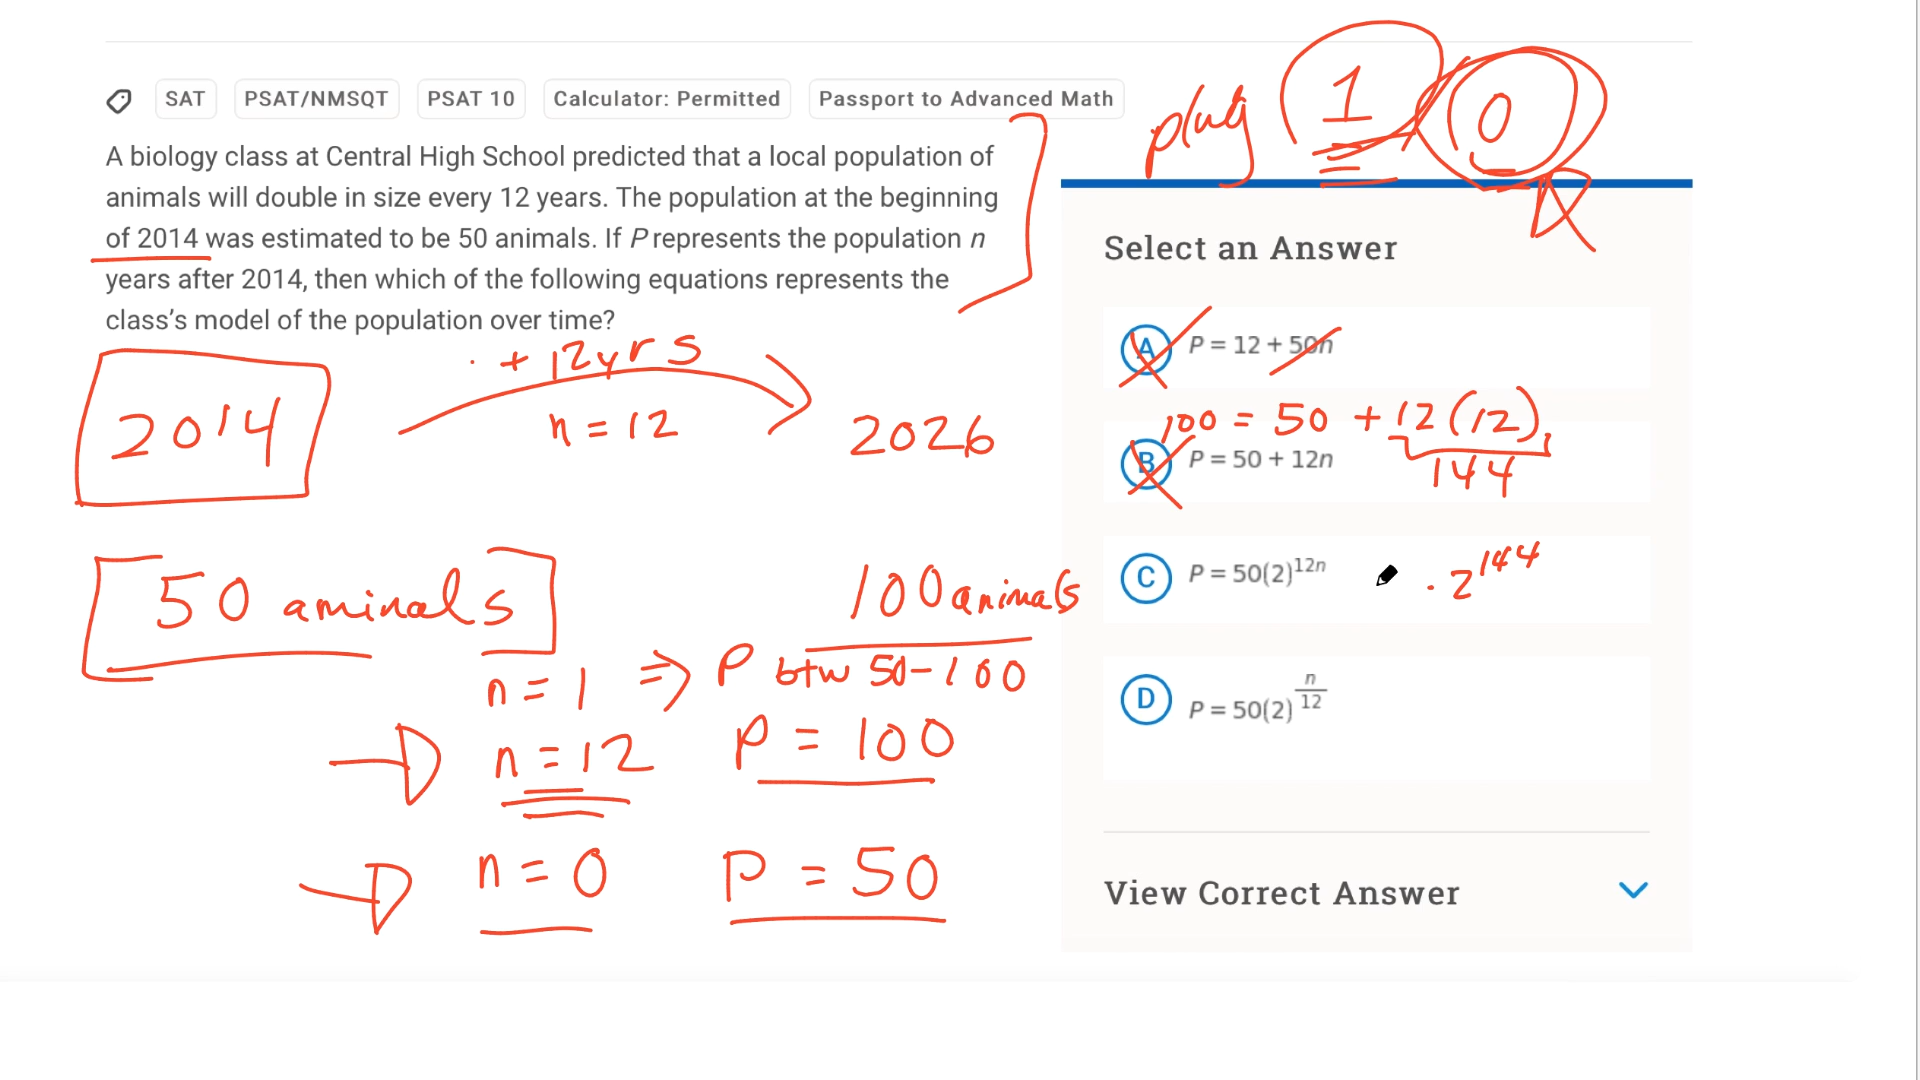 SAT PSAT/NMSQT PSAT 10 Calculator: Permitted Passport to Advanced Math
A biology class at Central High School predicted that a local population of
animals will double in size every 12 years. The population at the beginning
of 2014 was estimated to be 50 animals. If P represents the population n
years after 2014, then which of the following equations represents the
class's model of the population over time?
+ 12yrs
2014
n = 12
2026
50 aminals
100 animals
n = 1 => P btw 50-100
n = 12 P = 100
n = 0 P = 50
plug 1, 0
Select an Answer
A P = 12 + 50n
100 = 50 + 12(12)
B P = 50 + 12n
144
C P = 50(2)^{12n} · 2^{144}
D P = 50(2)^{\frac{n}{12}}
View Correct Answer